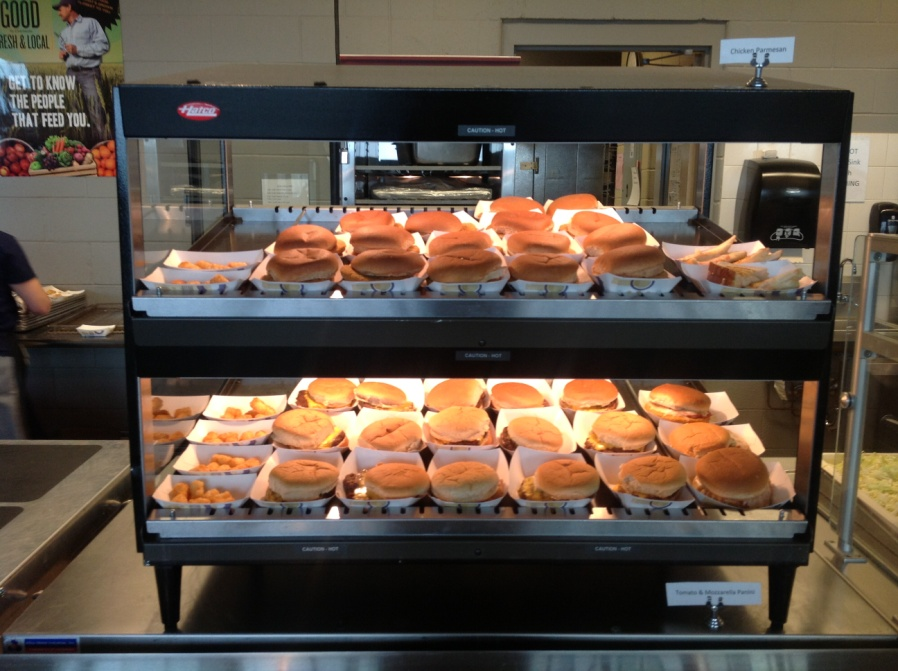 GOOD
FRESH & LOCAL
GET TO KNOW
THE PEOPLE
THAT FEED YOU.
Chicken Parmesan
Hatco
CAUTION - HOT
CAUTION - HOT
CAUTION - HOT
CAUTION - HOT
Tomato & Mozzarella Panini